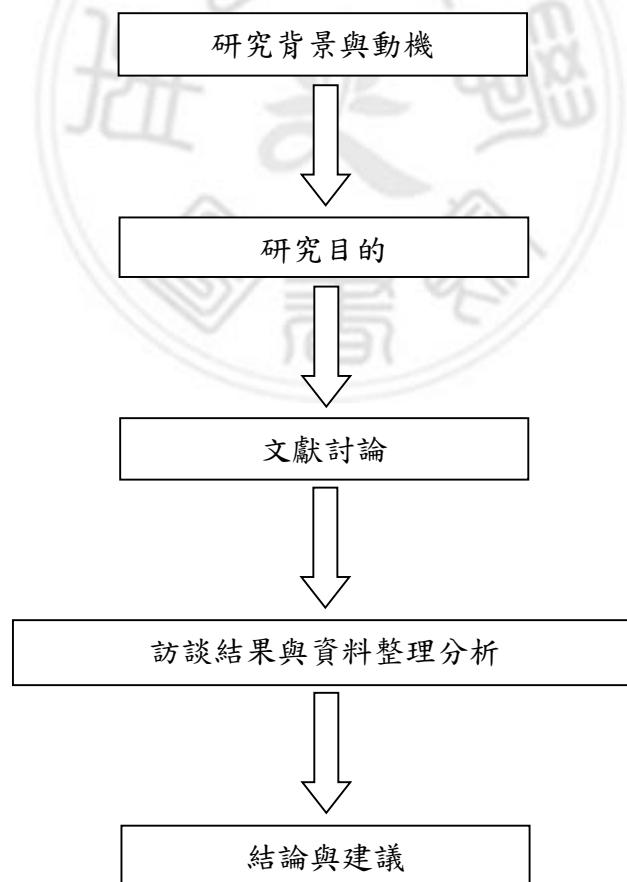 研究背景與動機
研究目的
文獻討論
訪談結果與資料整理分析
結論與建議